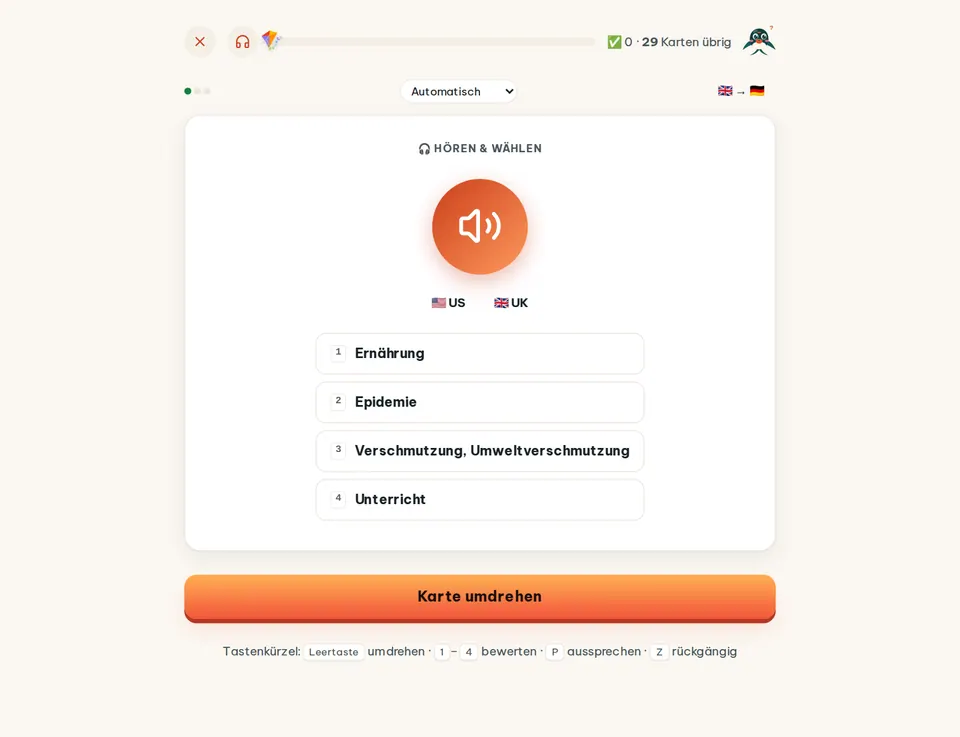 ✅ 0 · 29 Karten übrig
?
Automatisch
🇬🇧 → 🇩🇪
🎧 HÖREN & WÄHLEN
🇺🇸 US 🇬🇧 UK
1 Ernährung
2 Epidemie
3 Verschmutzung, Umweltverschmutzung
4 Unterricht
Karte umdrehen
Tastenkürzel: Leertaste umdrehen · 1 – 4 bewerten · P aussprechen · Z rückgängig